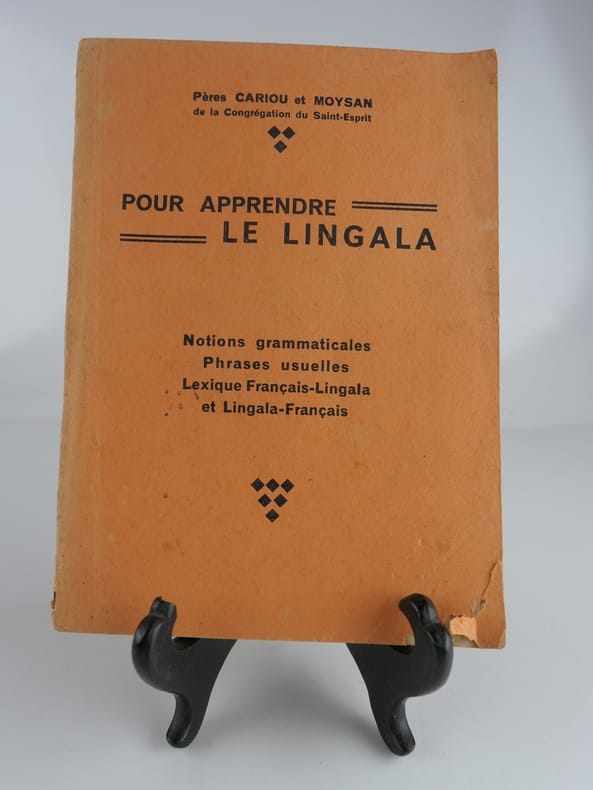 Pères CARIOU et MOYSAN
de la Congrégation du Saint-Esprit
POUR APPRENDRE
LE LINGALA
Notions grammaticales
Phrases usuelles
Lexique Français-Lingala
et Lingala-Français